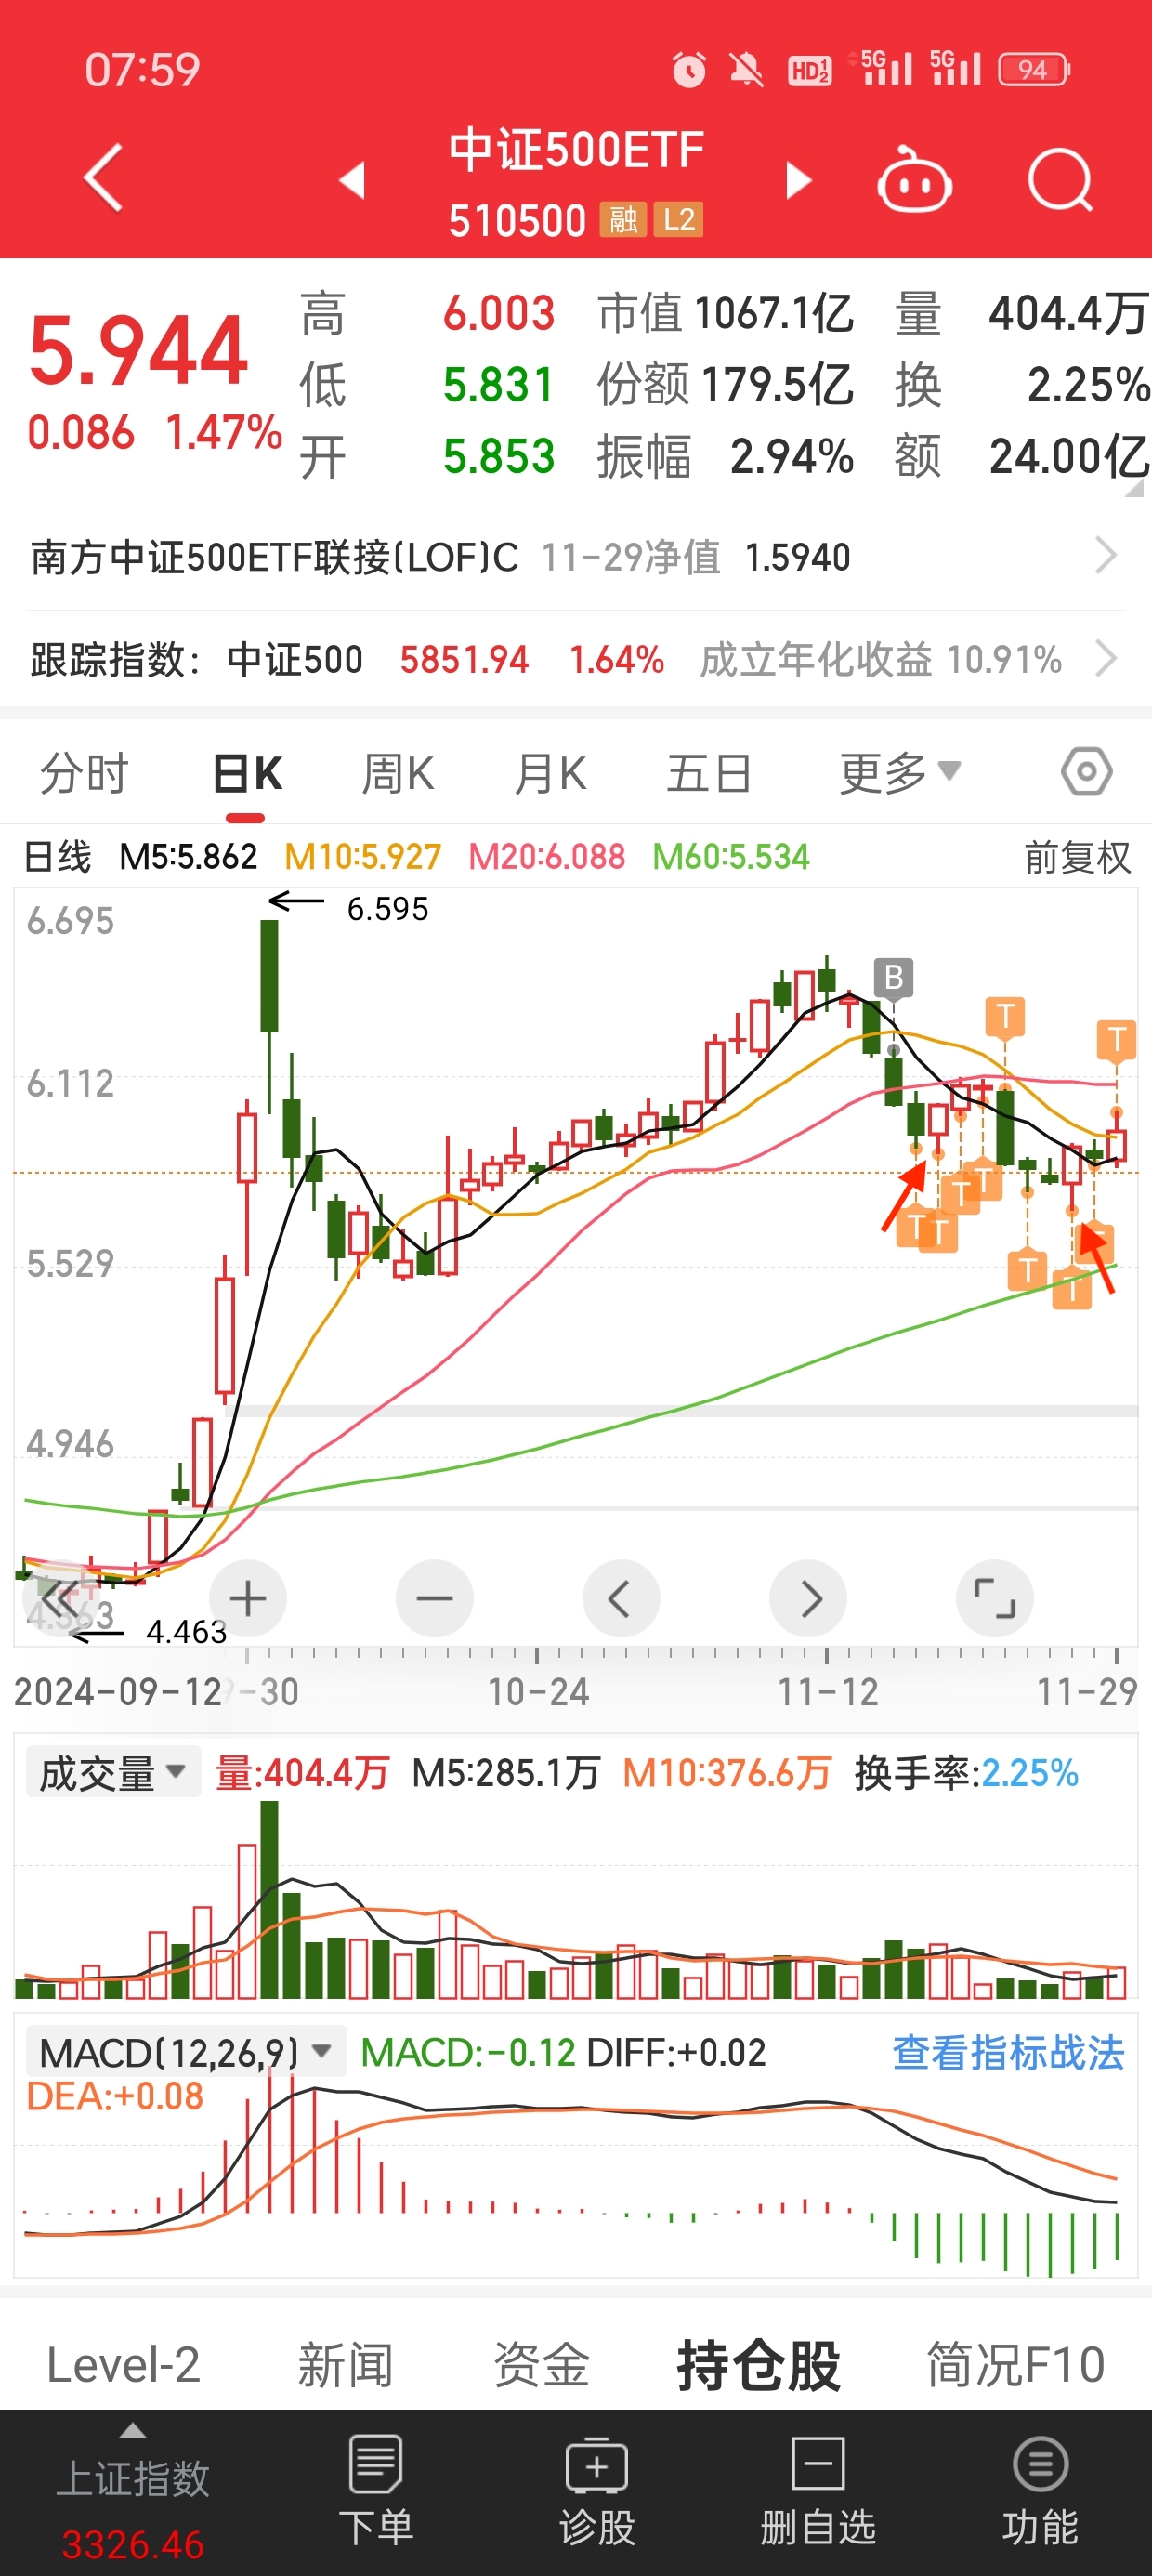 07:59 HD 1 2 5G 5G 94
中证500ETF
510500 融 L2
5.944 高 6.003 市值 1067.1亿 量 404.4万
低 5.831 份额 179.5亿 换 2.25%
0.086 1.47% 开 5.853 振幅 2.94% 额 24.00亿
南方中证500ETF联接(LOF)C 11-29净值 1.5940
跟踪指数: 中证500 5851.94 1.64% 成立年化收益 10.91%
分时 日K 周K 月K 五日 更多
日线 M5:5.862 M10:5.927 M20:6.088 M60:5.534 前复权
6.695 6.595
B
T T
6.112
T T T T
5.529 T T
4.946
4.463
2024-09-12 -30 10-24 11-12 11-29
成交量 量:404.4万 M5:285.1万 M10:376.6万 换手率:2.25%
MACD(12,26,9) MACD:-0.12 DIFF:+0.02 查看指标战法
DEA:+0.08
Level-2 新闻 资金 持仓股 简况F10
上证指数 下单 诊股 删自选 功能
3326.46